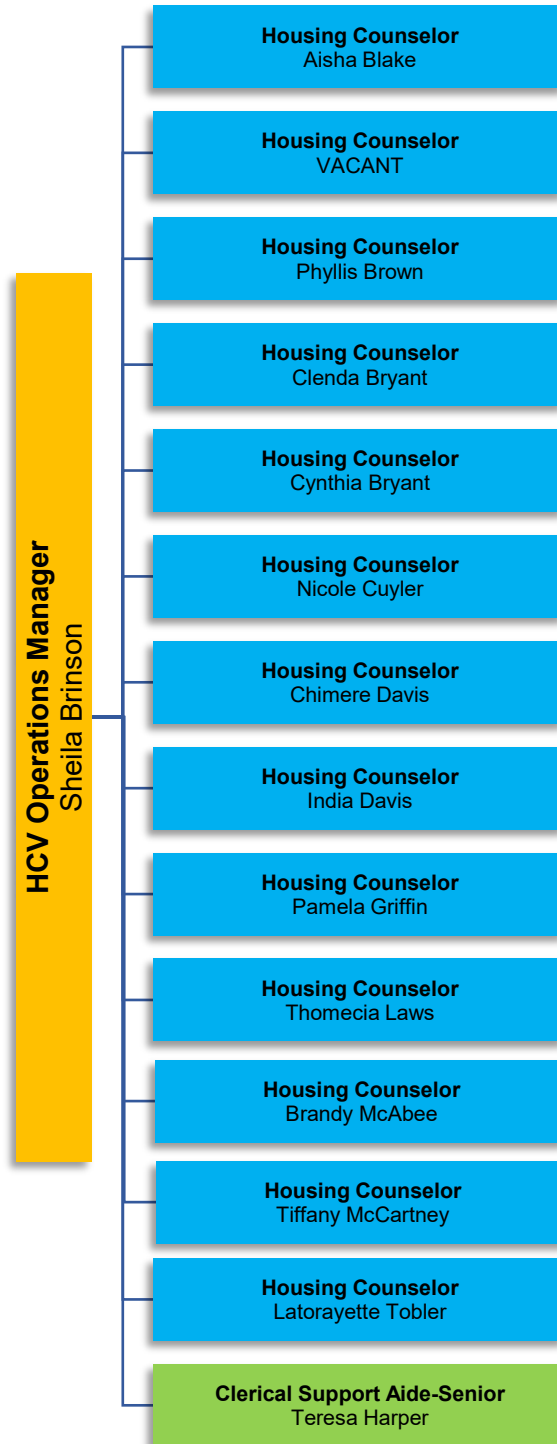 Housing Counselor
Aisha Blake
Housing Counselor
VACANT
Housing Counselor
Phyllis Brown
Housing Counselor
Clenda Bryant
Housing Counselor
Cynthia Bryant
Housing Counselor
Nicole Cuyler
HCV Operations Manager
Sheila Brinson
Housing Counselor
Chimere Davis
Housing Counselor
India Davis
Housing Counselor
Pamela Griffin
Housing Counselor
Thomecia Laws
Housing Counselor
Brandy McAbee
Housing Counselor
Tiffany McCartney
Housing Counselor
Latorayette Tobler
Clerical Support Aide-Senior
Teresa Harper